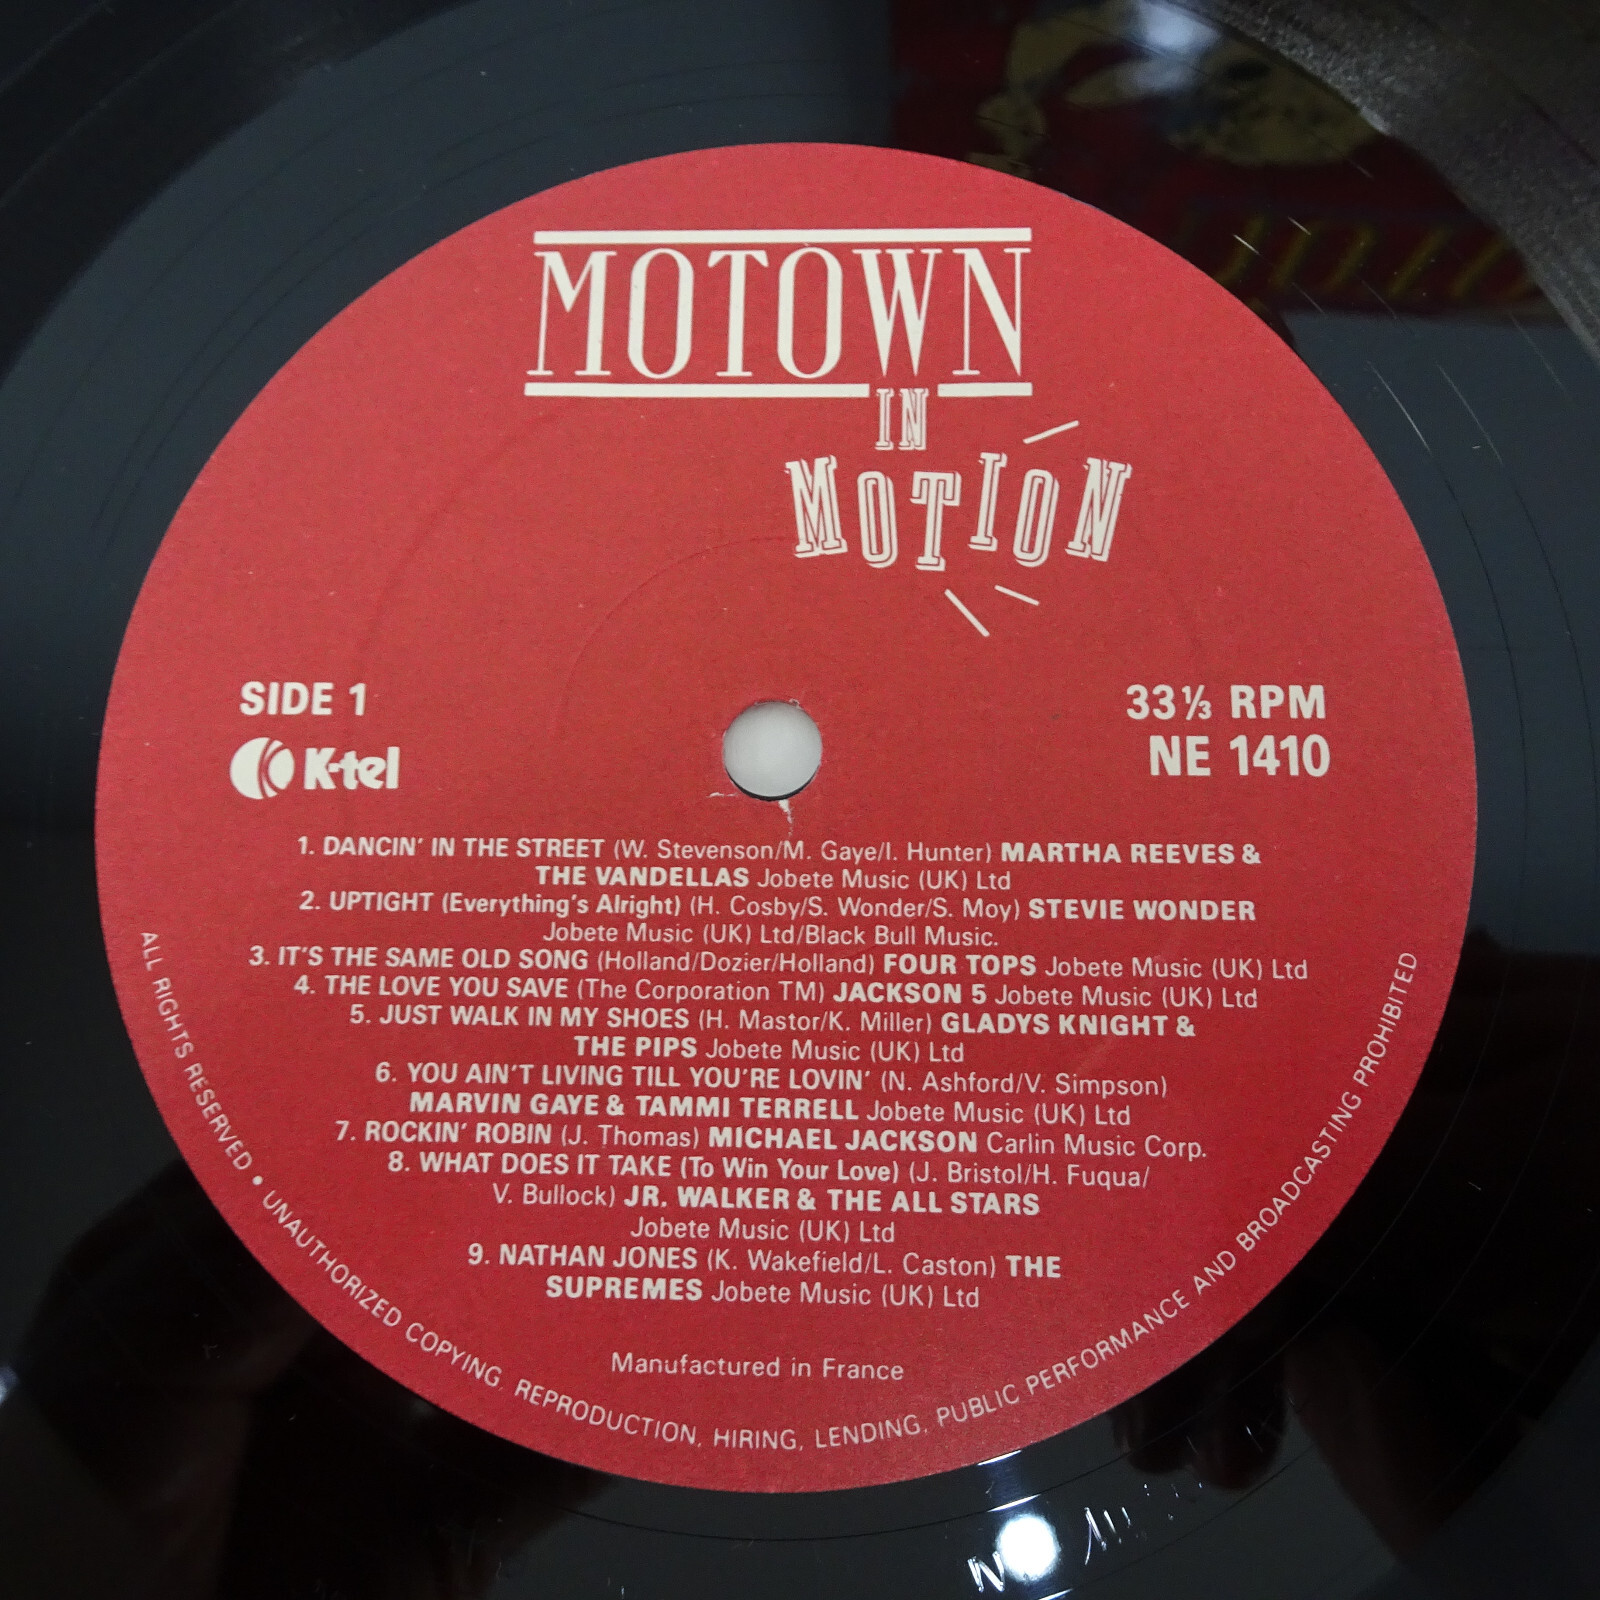 MOTOWN
IN
MOTION
SIDE 1
K-tel
33⅓ RPM
NE 1410
1. DANCIN' IN THE STREET (W. Stevenson/M. Gaye/I. Hunter) MARTHA REEVES &
THE VANDELLAS Jobete Music (UK) Ltd
2. UPTIGHT (Everything's Alright) (H. Cosby/S. Wonder/S. Moy) STEVIE WONDER
Jobete Music (UK) Ltd/Black Bull Music.
3. IT'S THE SAME OLD SONG (Holland/Dozier/Holland) FOUR TOPS Jobete Music (UK) Ltd
4. THE LOVE YOU SAVE (The Corporation TM) JACKSON 5 Jobete Music (UK) Ltd
5. JUST WALK IN MY SHOES (H. Mastor/K. Miller) GLADYS KNIGHT &
THE PIPS Jobete Music (UK) Ltd
6. YOU AIN'T LIVING TILL YOU'RE LOVIN' (N. Ashford/V. Simpson)
MARVIN GAYE & TAMMI TERRELL Jobete Music (UK) Ltd
7. ROCKIN' ROBIN (J. Thomas) MICHAEL JACKSON Carlin Music Corp.
8. WHAT DOES IT TAKE (To Win Your Love) (J. Bristol/H. Fuqua/
V. Bullock) JR. WALKER & THE ALL STARS
Jobete Music (UK) Ltd
9. NATHAN JONES (K. Wakefield/L. Caston) THE
SUPREMES Jobete Music (UK) Ltd
Manufactured in France
ALL RIGHTS RESERVED • UNAUTHORIZED COPYING, REPRODUCTION, HIRING, LENDING, PUBLIC PERFORMANCE AND BROADCASTING PROHIBITED